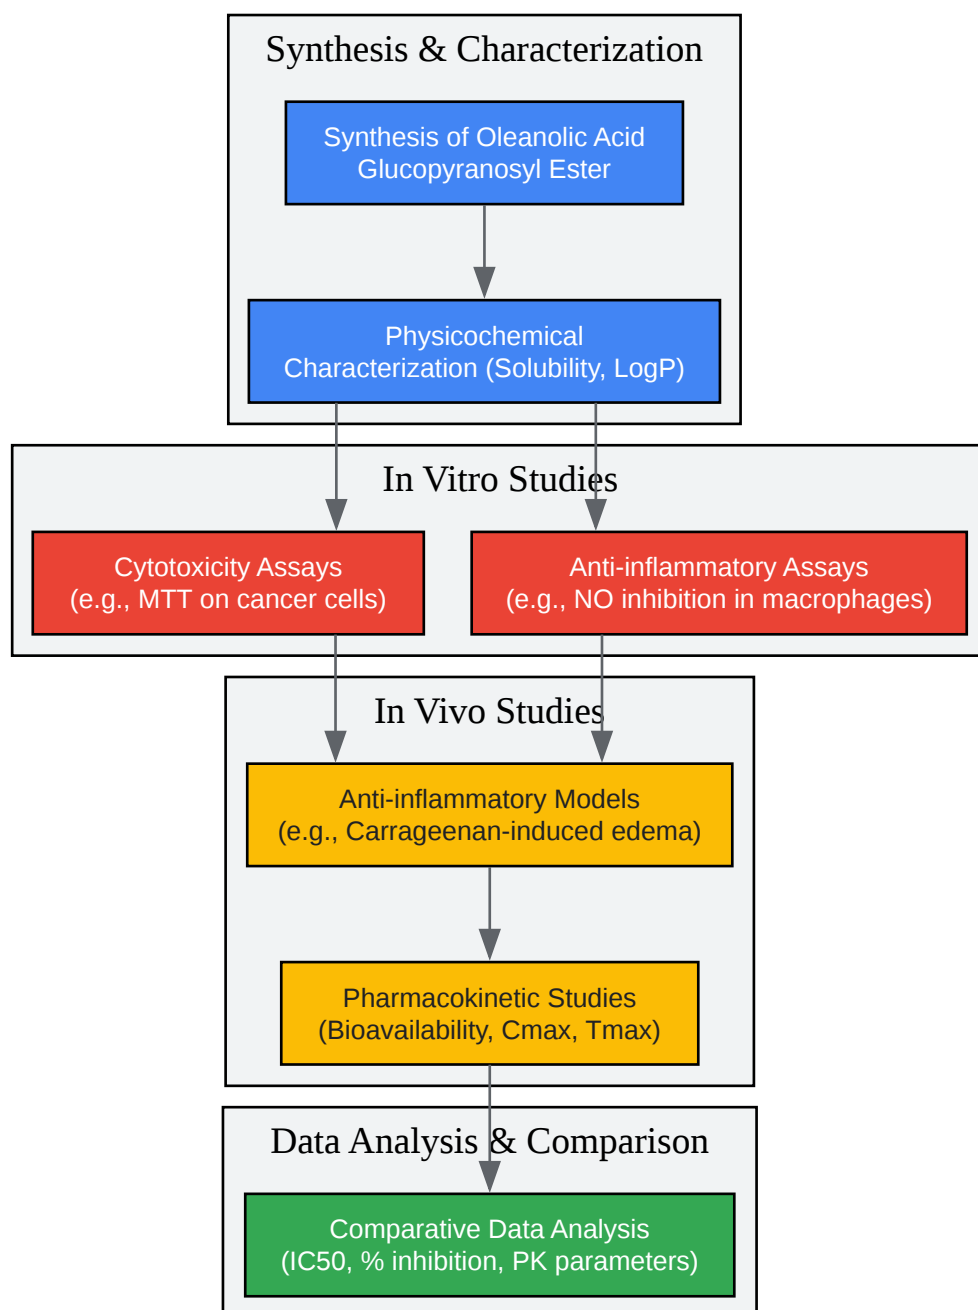 Synthesis & Characterization
Synthesis of Oleanolic Acid
Glucopyranosyl Ester
Physicochemical
Characterization (Solubility, LogP)
In Vitro Studies
Cytotoxicity Assays
(e.g., MTT on cancer cells)
Anti-inflammatory Assays
(e.g., NO inhibition in macrophages)
In Vivo Studies
Anti-inflammatory Models
(e.g., Carrageenan-induced edema)
Pharmacokinetic Studies
(Bioavailability, Cmax, Tmax)
Data Analysis & Comparison
Comparative Data Analysis
(IC50, % inhibition, PK parameters)